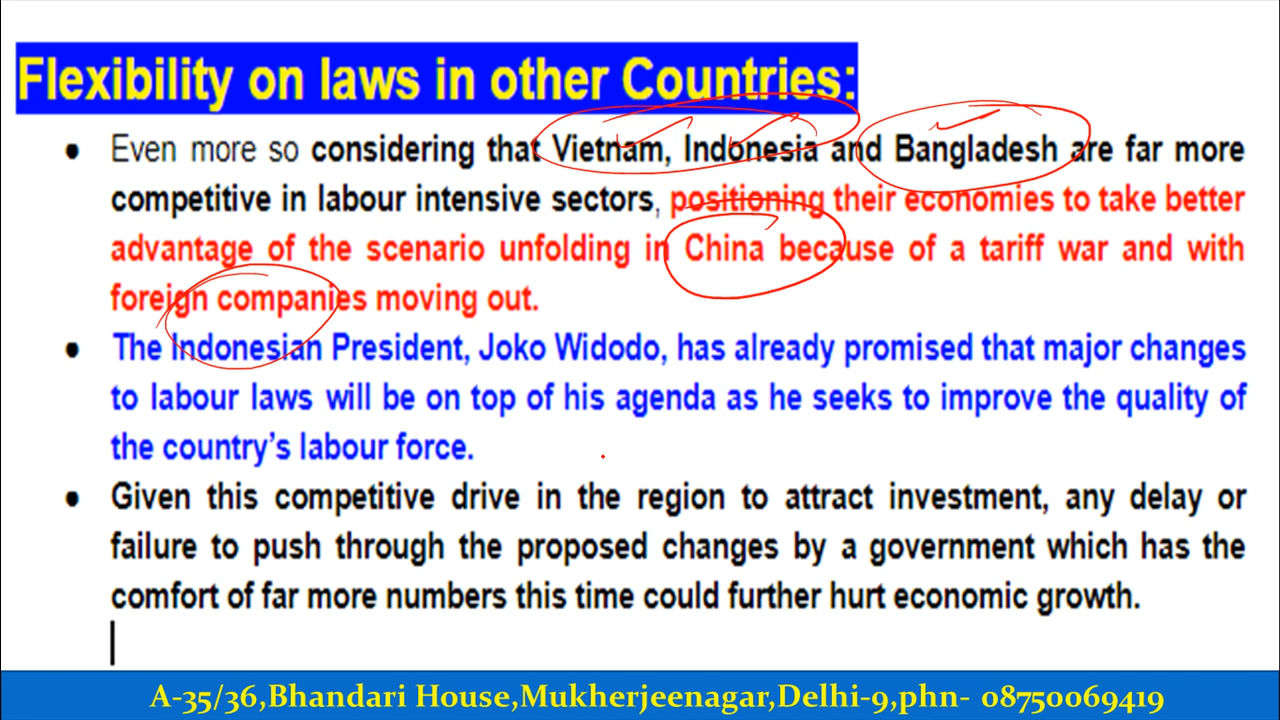 Flexibility on laws in other Countries:
• Even more so considering that Vietnam, Indonesia and Bangladesh are far more
competitive in labour intensive sectors, positioning their economies to take better
advantage of the scenario unfolding in China because of a tariff war and with
foreign companies moving out.
• The Indonesian President, Joko Widodo, has already promised that major changes
to labour laws will be on top of his agenda as he seeks to improve the quality of
the country's labour force.
• Given this competitive drive in the region to attract investment, any delay or
failure to push through the proposed changes by a government which has the
comfort of far more numbers this time could further hurt economic growth.
A-35/36,Bhandari House,Mukherjeenagar,Delhi-9,phn- 08750069419